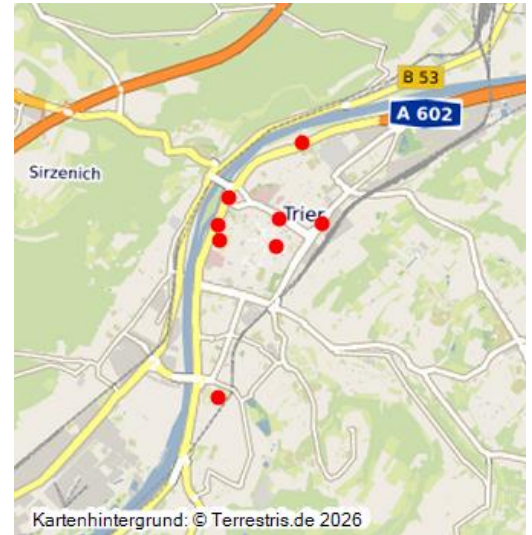 B 53
A 602
Sirzenich
Trier
Kartenhintergrund: © Terrestris.de 2026